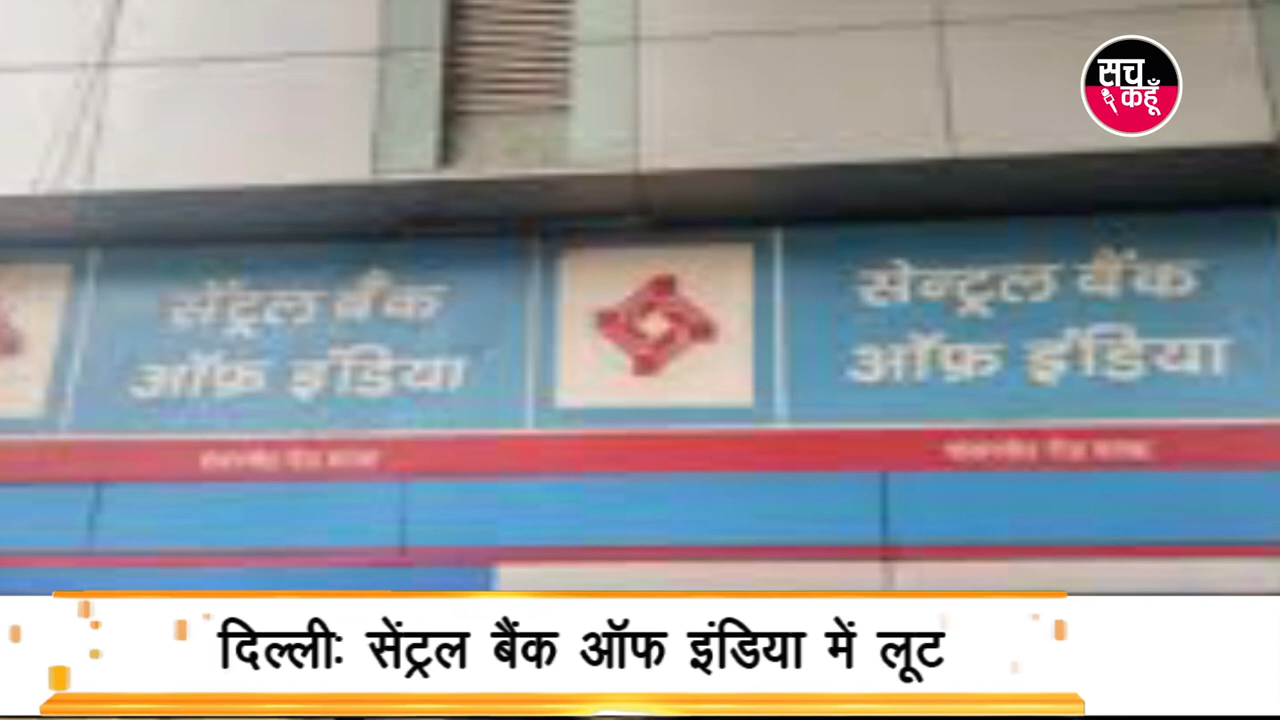 सच
कहूँ
सेंट्रल बैंक
ऑफ़ इंडिया
सेन्ट्रल बैंक
ऑफ़ इंडिया
दिल्ली: सेंट्रल बैंक ऑफ इंडिया में लूट